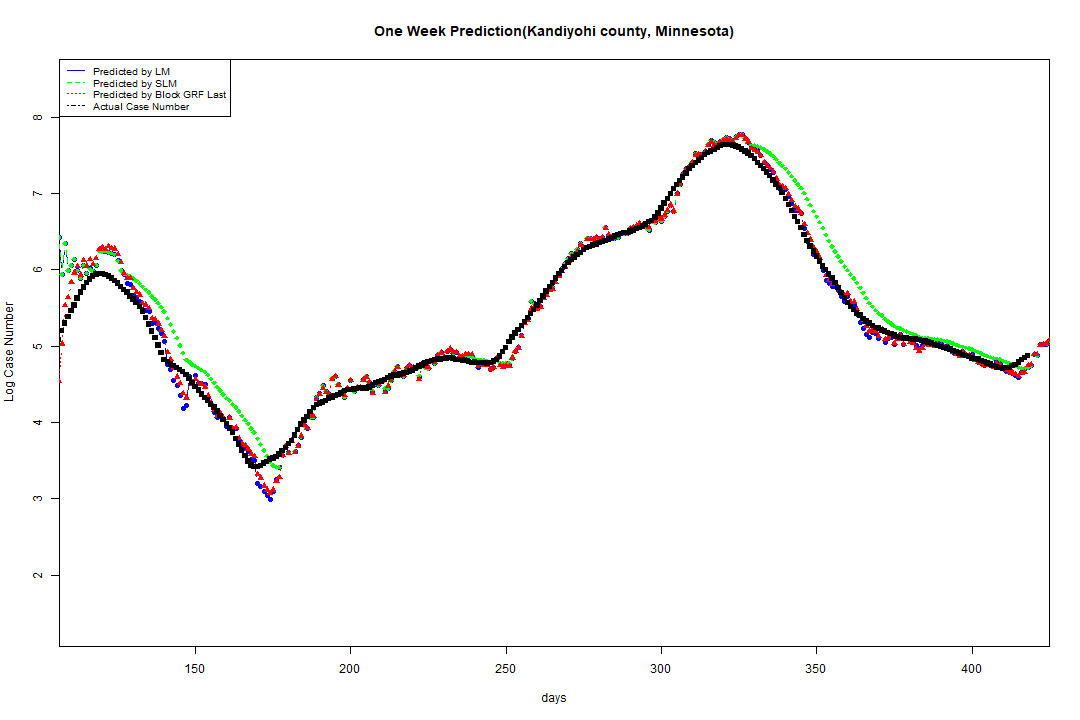 One Week Prediction(Kandiyohi county, Minnesota)
Predicted by LM
Predicted by SLM
Predicted by Block GRF Last
Actual Case Number
Log Case Number
8
7
6
5
4
3
2
150 200 250 300 350 400
days